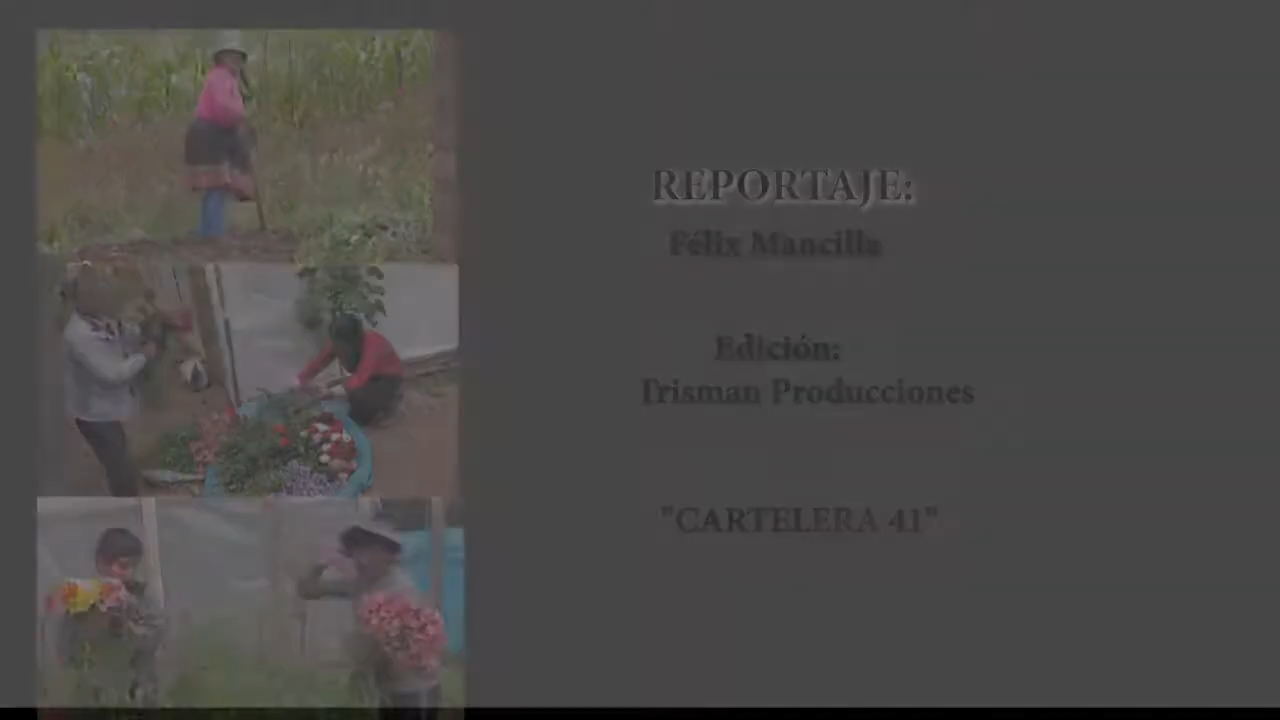 REPORTAJE:
Félix Mancilla
Edición:
Trisman Producciones
"CARTELERA 41"